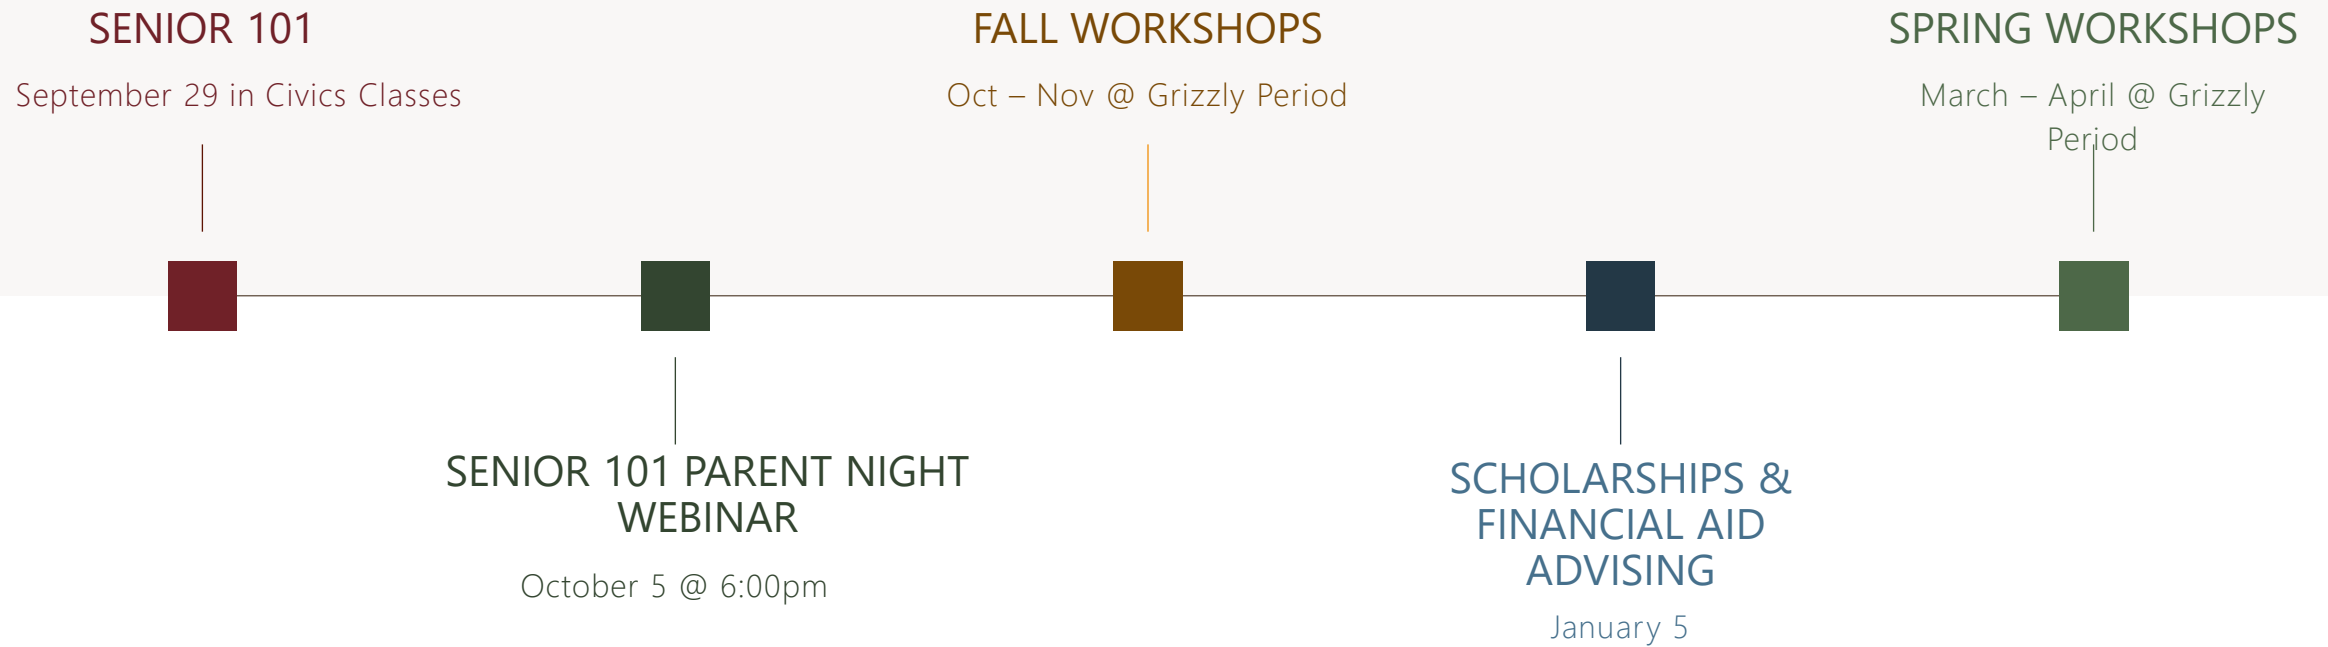 SENIOR 101
September 29 in Civics Classes
SENIOR 101 PARENT NIGHT
WEBINAR
October 5 @ 6:00pm
FALL WORKSHOPS
Oct – Nov @ Grizzly Period
SCHOLARSHIPS &
FINANCIAL AID
ADVISING
January 5
SPRING WORKSHOPS
March – April @ Grizzly
Period